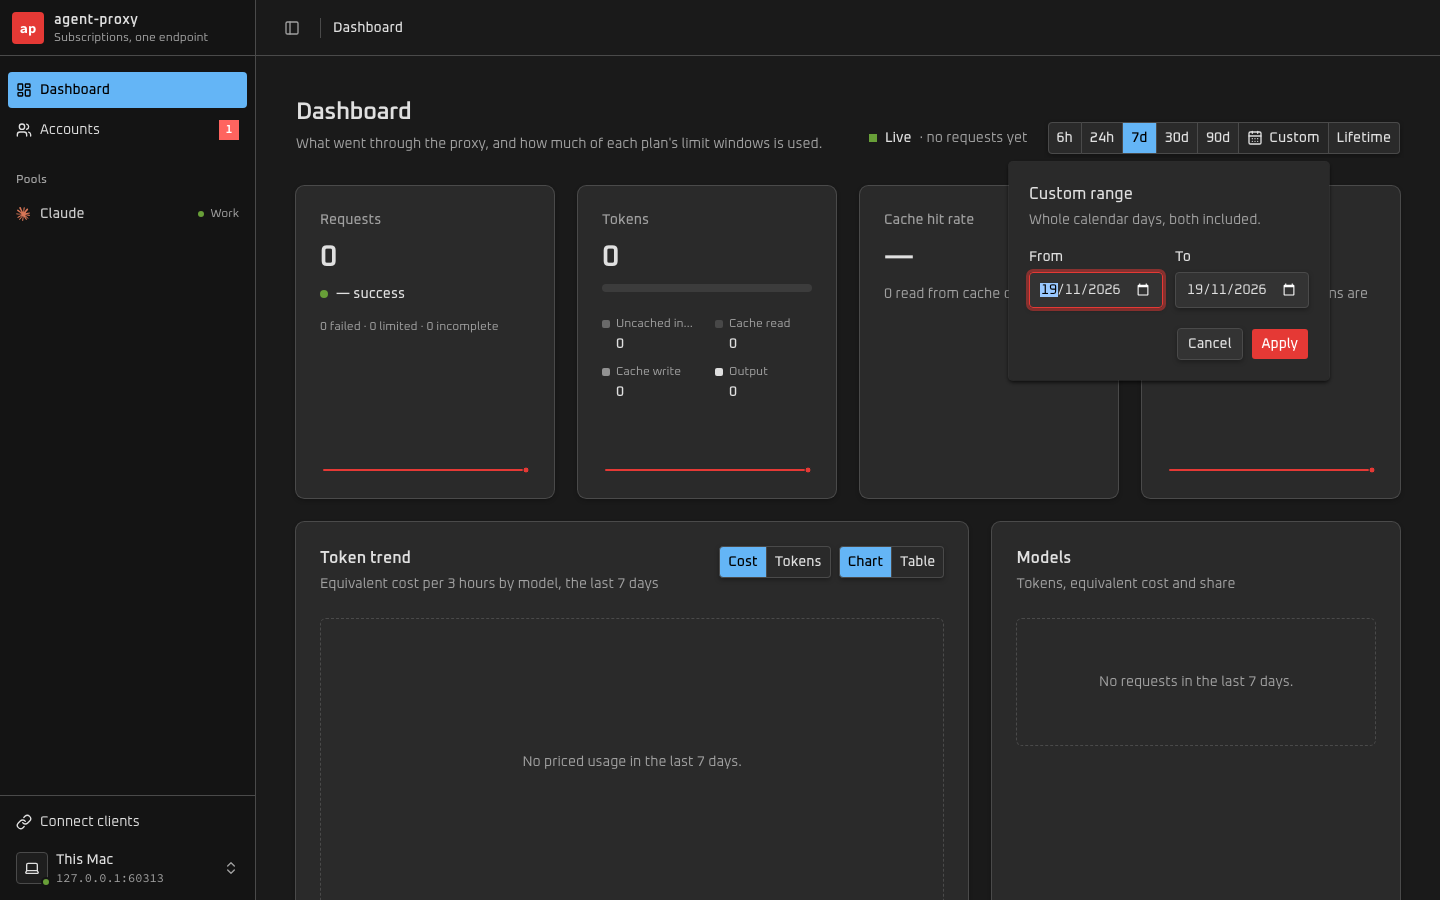 ap
agent-proxy
Subscriptions, one endpoint
Dashboard
Accounts
1
Pools
Claude
Work
Connect clients
This Mac
127.0.0.1:60313
Dashboard
Dashboard
What went through the proxy, and how much of each plan's limit windows is used.
Live · no requests yet
6h 24h 7d 30d 90d Custom Lifetime
Custom range
Whole calendar days, both included.
From To
19/11/2026 19/11/2026
Cancel Apply
Requests
0
— success
0 failed · 0 limited · 0 incomplete
Tokens
0
Uncached in... Cache read
0 0
Cache write Output
0 0
Cache hit rate
—
0 read from cache
ns are
Token trend
Equivalent cost per 3 hours by model, the last 7 days
Cost Tokens Chart Table
No priced usage in the last 7 days.
Models
Tokens, equivalent cost and share
No requests in the last 7 days.